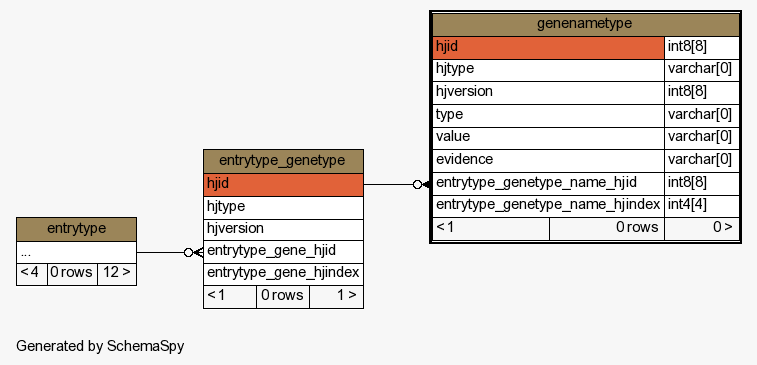 genenametype
hjid int8[8]
hjtype varchar[0]
hjversion int8[8]
type varchar[0]
value varchar[0]
evidence varchar[0]
entrytype_genetype_name_hjid int8[8]
entrytype_genetype_name_hjindex int4[4]
< 1 0 rows 0 >
entrytype_genetype
hjid
hjtype
hjversion
entrytype_gene_hjid
entrytype_gene_hjindex
< 1 0 rows 1 >
entrytype
...
< 4 0 rows 12 >
Generated by SchemaSpy